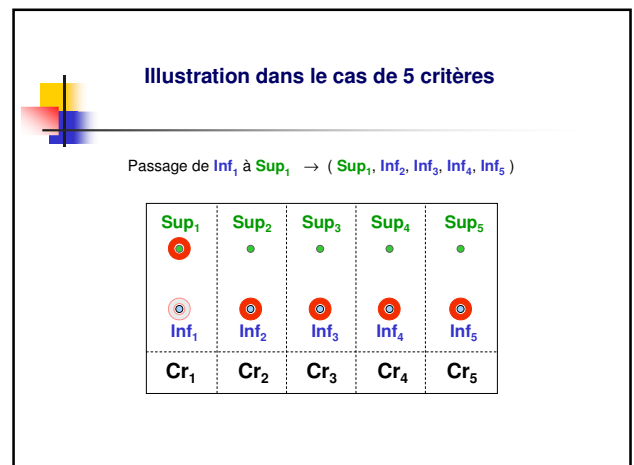 Illustration dans le cas de 5 critères
Passage de Inf₁ à Sup₁ → ( Sup₁, Inf₂, Inf₃, Inf₄, Inf₅ )
Sup₁ Sup₂ Sup₃ Sup₄ Sup₅
Inf₁ Inf₂ Inf₃ Inf₄ Inf₅
Cr₁ Cr₂ Cr₃ Cr₄ Cr₅